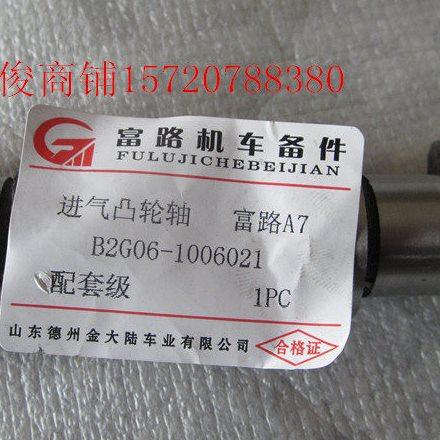 俊商铺15720788380
富路机车备件
FULUJICHEBEIJIAN
进气凸轮轴 富路A7
B2G06-1006021
配套级 1PC
山东德州金大陆车业有限公司 合格证